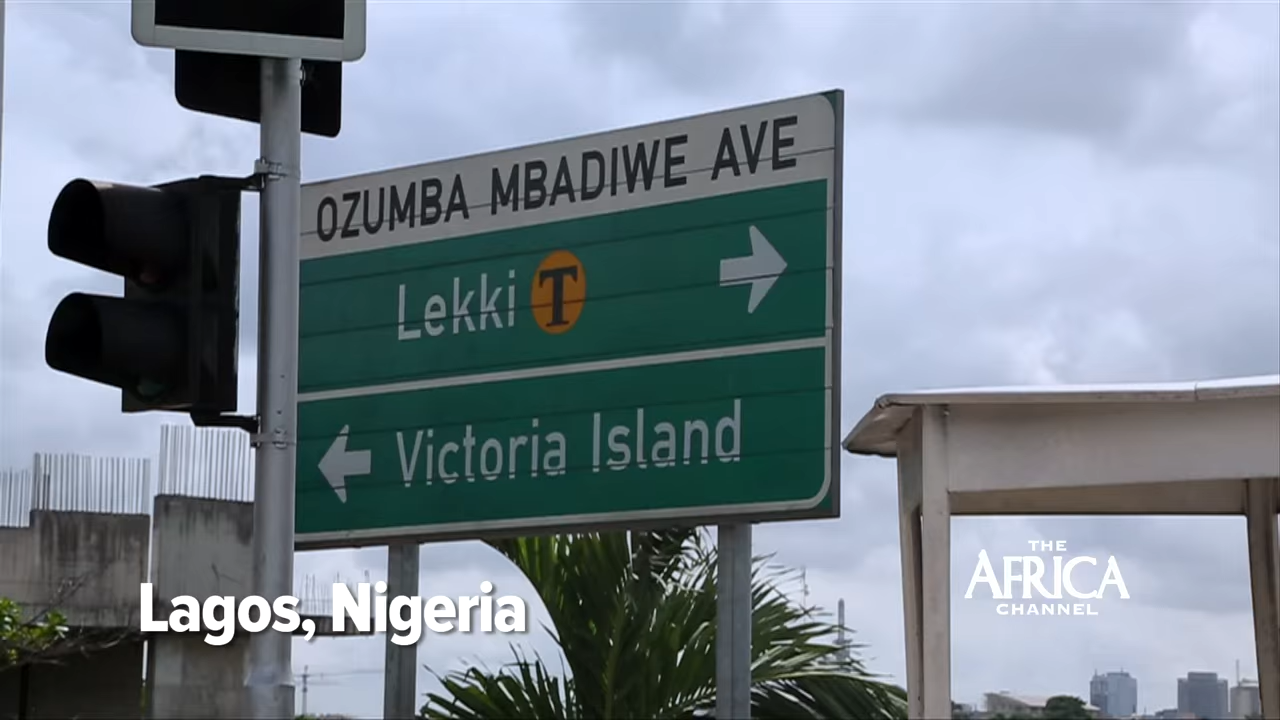 OZUMBA MBADIWE AVE
Lekki T
Victoria Island
Lagos, Nigeria
THE
AFRICA
CHANNEL